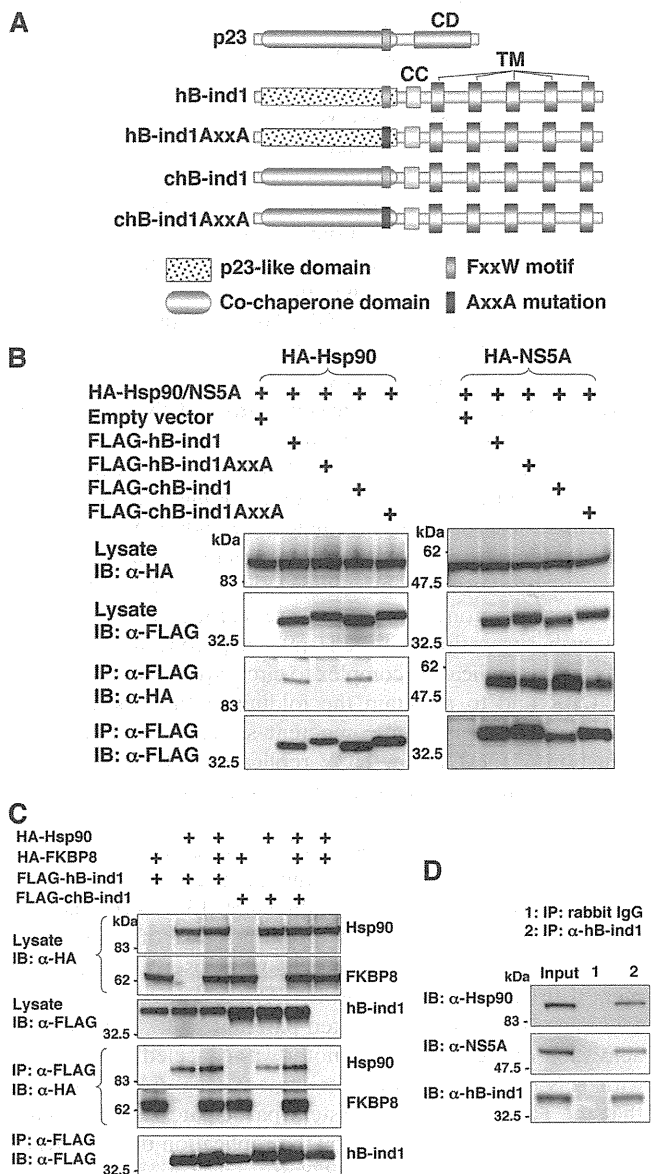 A
p23
CD
CC
TM
hB-ind1
hB-ind1AxxA
chB-ind1
chB-ind1AxxA
p23-like domain
FxxW motif
Co-chaperone domain
AxxA mutation
B
HA-Hsp90
HA-NS5A
HA-Hsp90/NS5A + + + + + + + + + +
Empty vector + +
FLAG-hB-ind1 + +
FLAG-hB-ind1AxxA + +
FLAG-chB-ind1 + +
FLAG-chB-ind1AxxA + +
kDa kDa
Lysate
IB: α-HA
83 -
62 -
47.5 -
Lysate
IB: α-FLAG
32.5 -
32.5 -
IP: α-FLAG
IB: α-HA
83 -
62 -
47.5 -
IP: α-FLAG
IB: α-FLAG
32.5 -
32.5 -
C
HA-Hsp90 + + + + +
HA-FKBP8 + + + + +
FLAG-hB-ind1 + + +
FLAG-chB-ind1 + + +
kDa
Lysate
IB: α-HA
83 -
Hsp90
62 -
FKBP8
Lysate
IB: α-FLAG
32.5 -
hB-ind1
IP: α-FLAG
IB: α-HA
83 -
Hsp90
62 -
FKBP8
IP: α-FLAG
IB: α-FLAG
32.5 -
hB-ind1
D
1: IP: rabbit IgG
2: IP: α-hB-ind1
kDa Input 1 2
IB: α-Hsp90
83 -
IB: α-NS5A
47.5 -
IB: α-hB-ind1
32.5 -